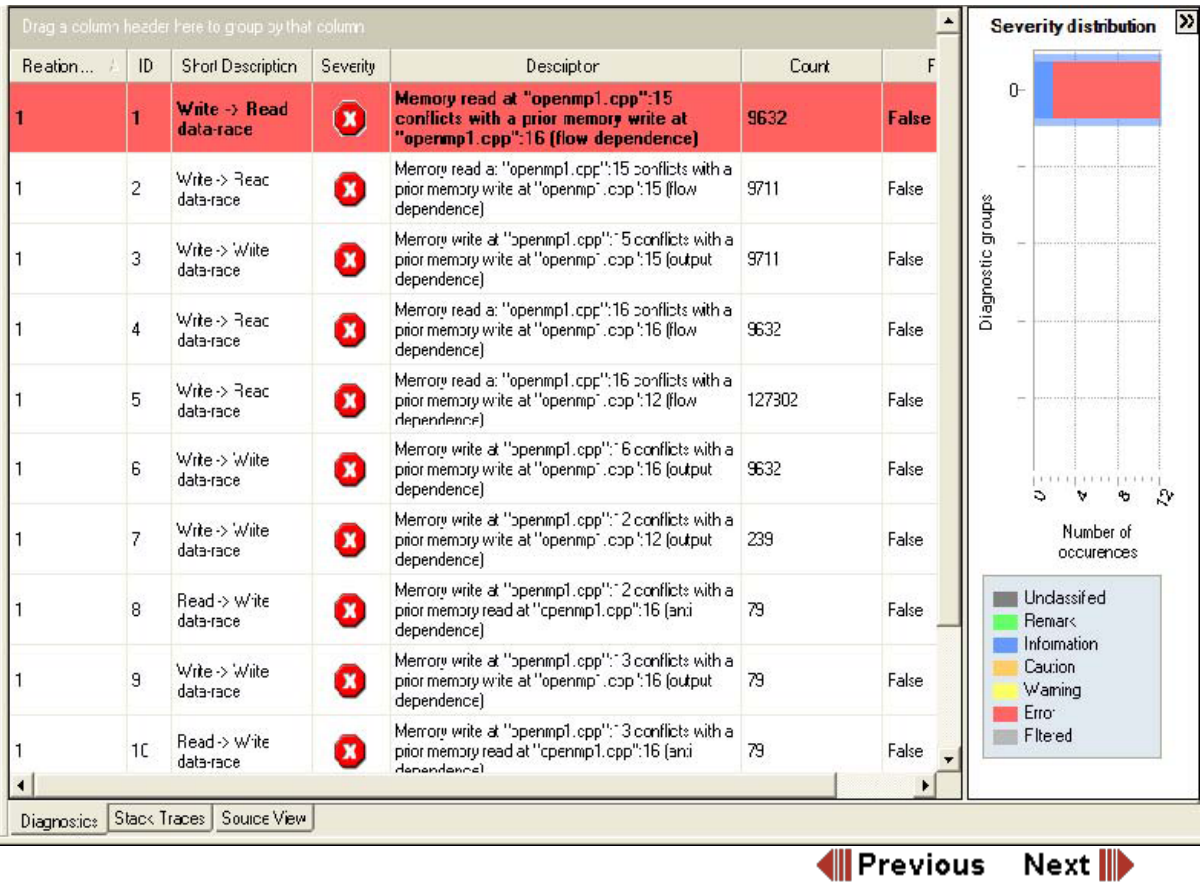 Drag a column header here to group by that column
Relation... ID Short Description Severity Description Count F
1 1 Write -> Read data-race Memory read at "openmp1.cpp":15 conflicts with a prior memory write at "openmp1.cpp":16 (flow dependence) 9632 False
1 2 Write -> Read data-race Memory read at "openmp1.cpp":15 conflicts with a prior memory write at "openmp1.cpp":15 (flow dependence) 9711 False
1 3 Write -> Write data-race Memory write at "openmp1.cpp":15 conflicts with a prior memory write at "openmp1.cpp":15 (output dependence) 9711 False
1 4 Write -> Read data-race Memory read at "openmp1.cpp":16 conflicts with a prior memory write at "openmp1.cpp":16 (flow dependence) 9632 False
1 5 Write -> Read data-race Memory read at "openmp1.cpp":16 conflicts with a prior memory write at "openmp1.cpp":12 (flow dependence) 127302 False
1 6 Write -> Write data-race Memory write at "openmp1.cpp":16 conflicts with a prior memory write at "openmp1.cpp":16 (output dependence) 9632 False
1 7 Write -> Write data-race Memory write at "openmp1.cpp":12 conflicts with a prior memory write at "openmp1.cpp":12 (output dependence) 239 False
1 8 Read -> Write data-race Memory write at "openmp1.cpp":12 conflicts with a prior memory read at "openmp1.cpp":16 (anti dependence) 79 False
1 9 Write -> Write data-race Memory write at "openmp1.cpp":13 conflicts with a prior memory write at "openmp1.cpp":16 (output dependence) 79 False
1 10 Read -> Write data-race Memory write at "openmp1.cpp":13 conflicts with a prior memory read at "openmp1.cpp":16 (anti dependence) 79 False
Diagnostics Stack Traces Source View
Severity distribution
0
Diagnostic groups
0 4 8 12
Number of
occurences
Unclassified
Remark
Information
Caution
Warning
Error
Filtered
Previous Next